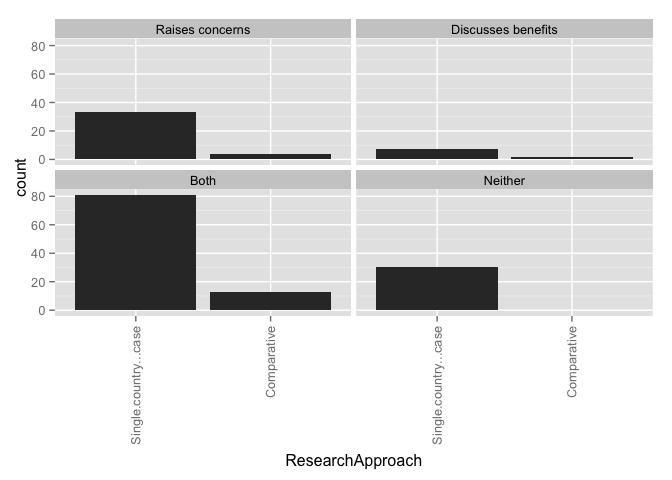 Raises concerns
Discusses benefits
80
60
40
20
0
count
Both
Neither
80
60
40
20
0
Single.country...case
Comparative
Single.country...case
Comparative
ResearchApproach